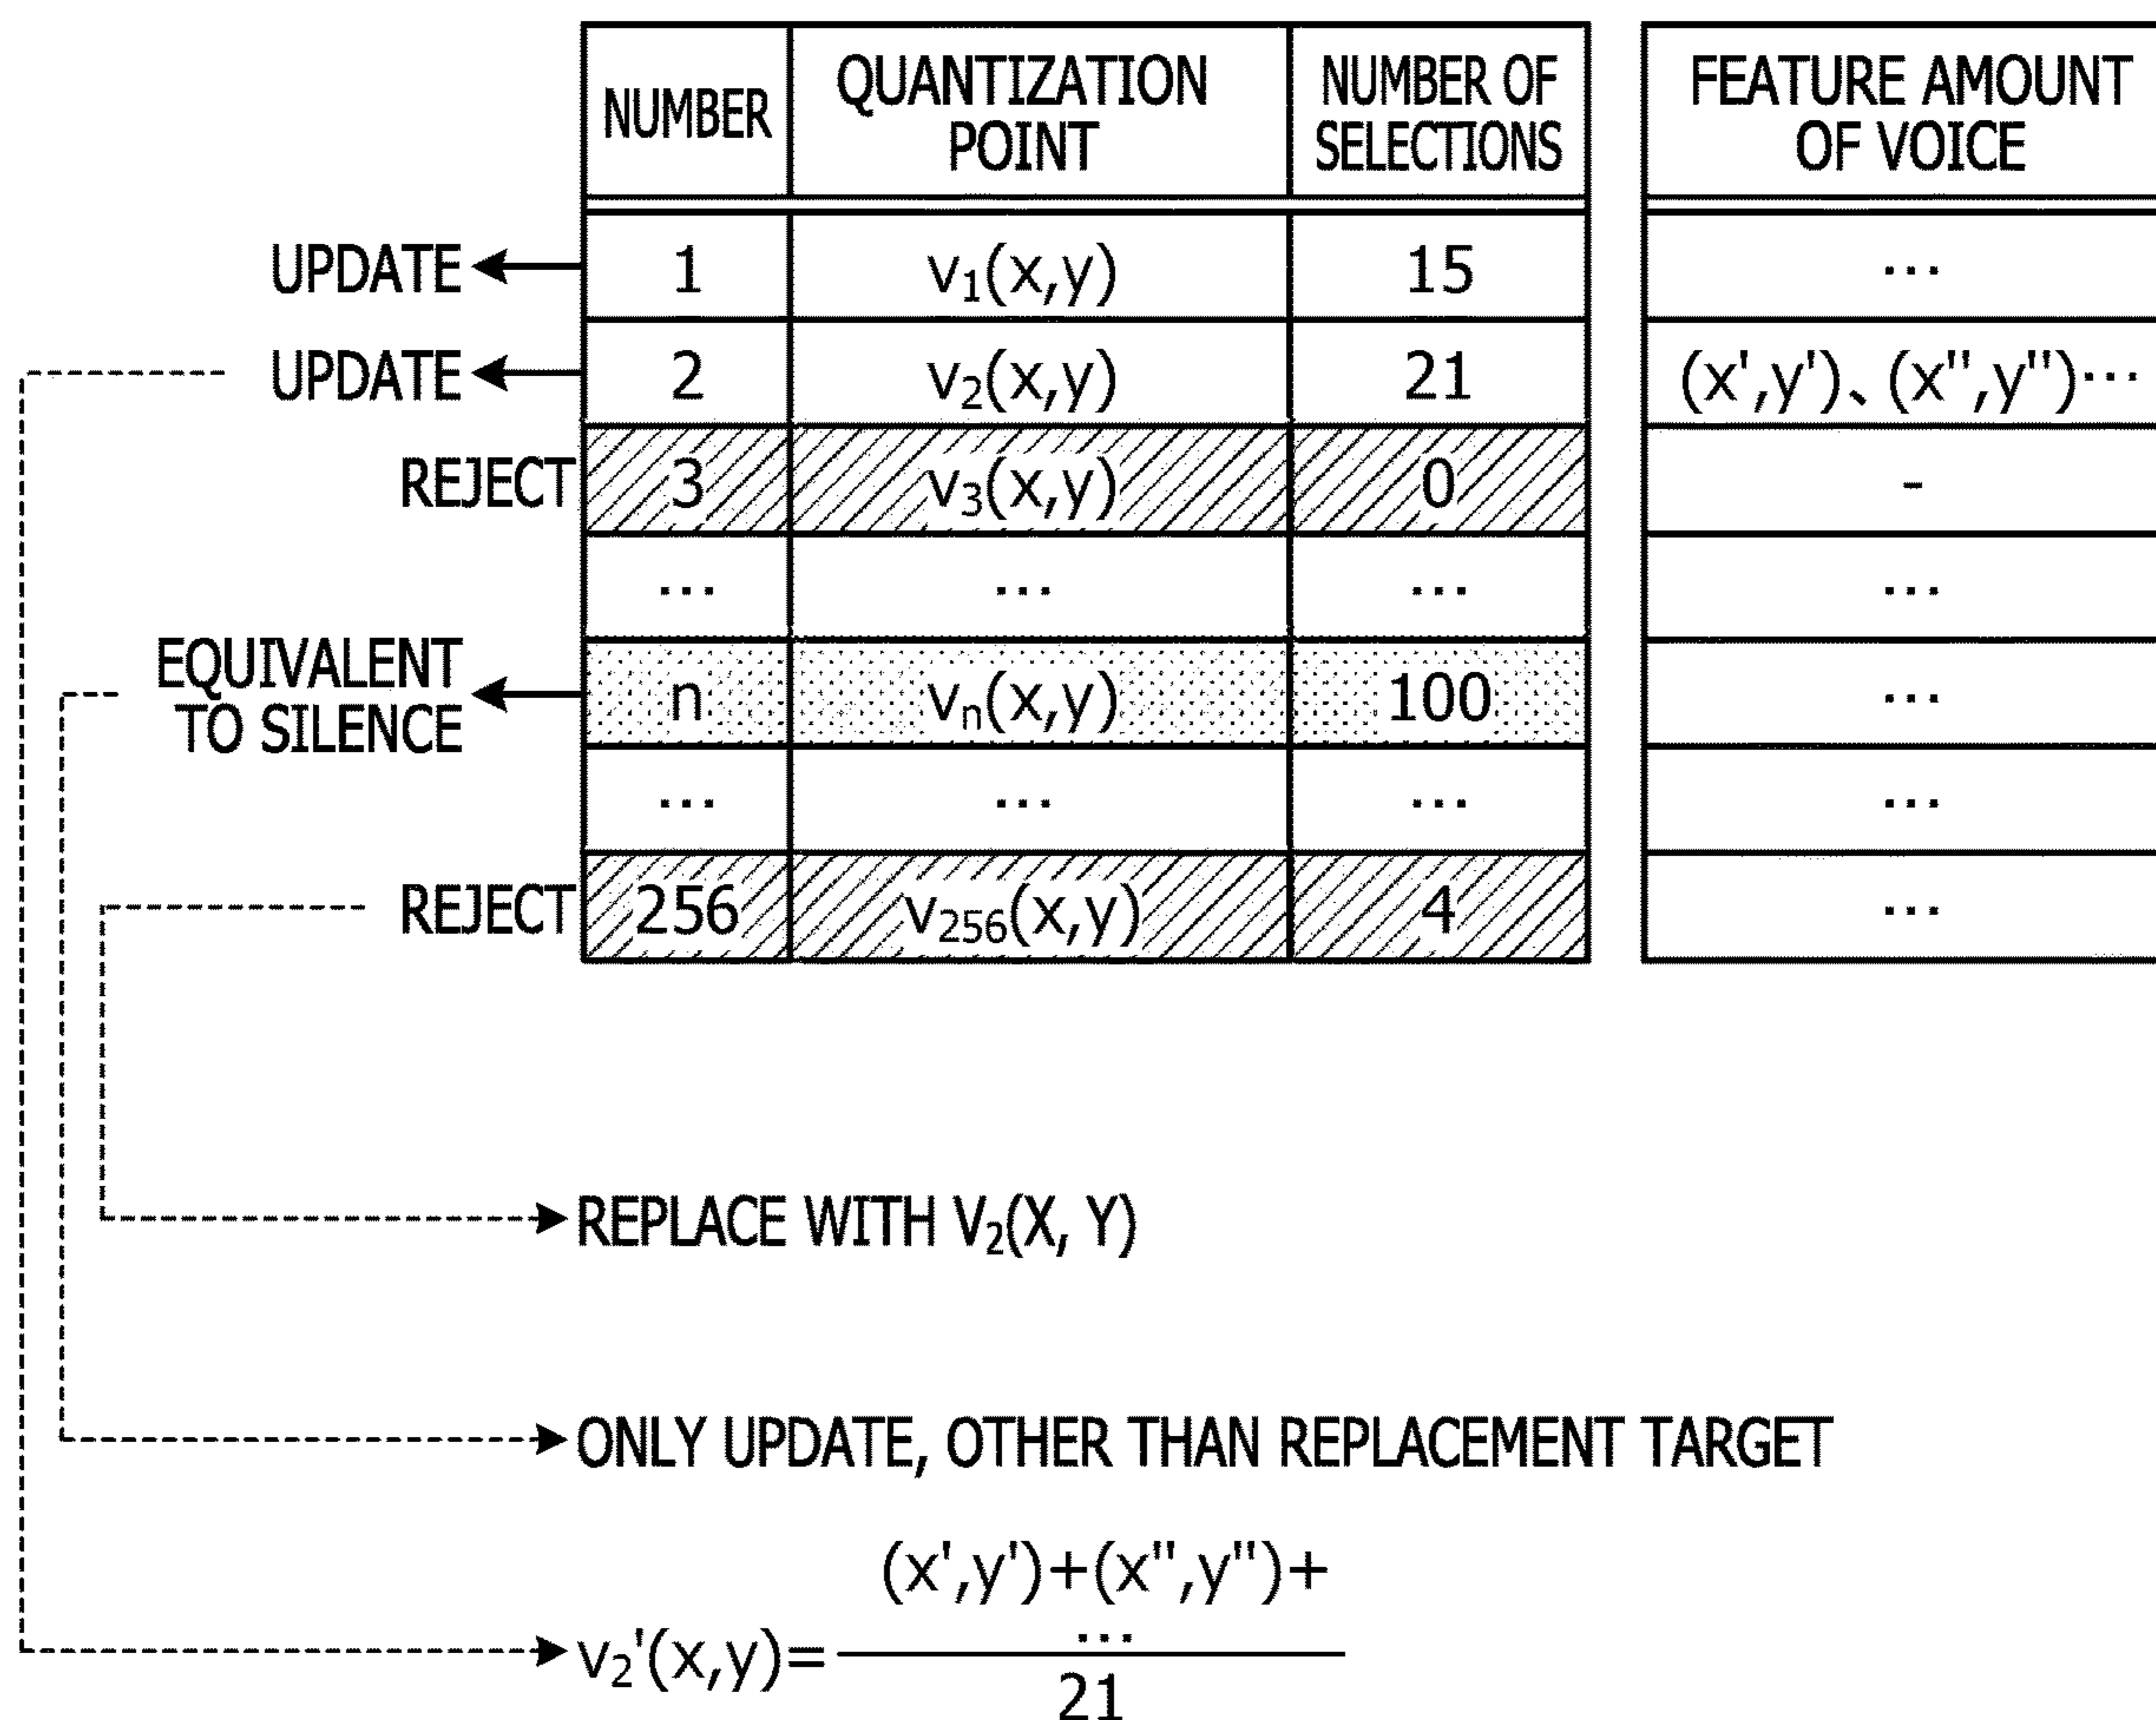 NUMBER QUANTIZATION POINT NUMBER OF SELECTIONS FEATURE AMOUNT OF VOICE
UPDATE 1 v₁(x,y) 15 ...
UPDATE 2 v₂(x,y) 21 (x',y')、(x'',y'')...
REJECT 3 v₃(x,y) 0 -
... ... ... ...
EQUIVALENT TO SILENCE n vₙ(x,y) 100 ...
... ... ... ...
REJECT 256 v₂₅₆(x,y) 4 ...
REPLACE WITH V₂(X, Y)
ONLY UPDATE, OTHER THAN REPLACEMENT TARGET
(x',y')+(x'',y'')+
...
v₂'(x,y)=
21